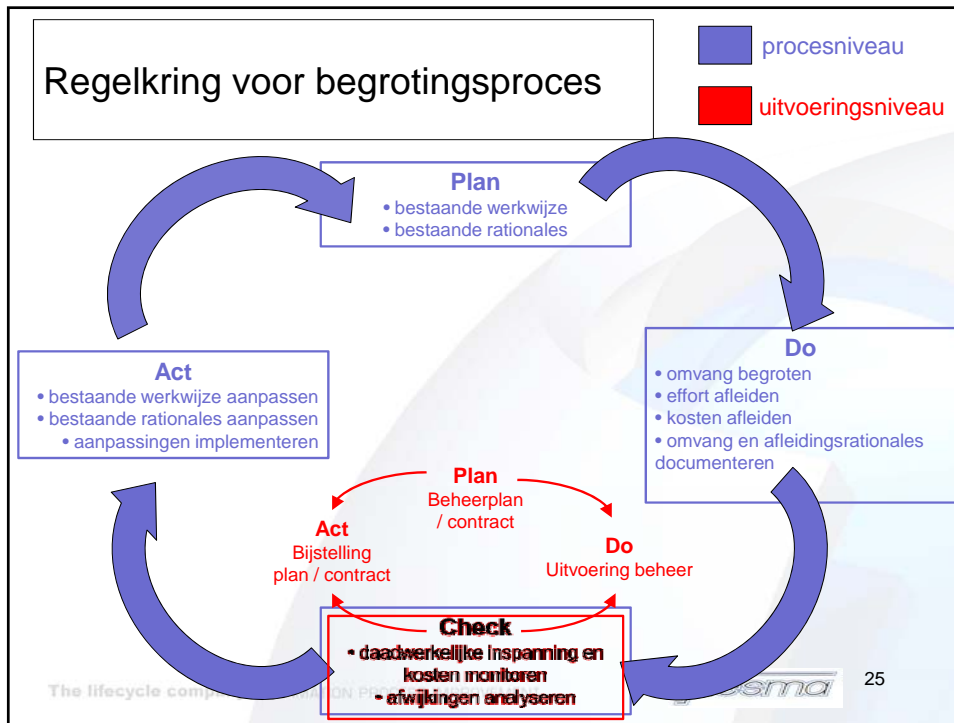 Regelkring voor begrotingsproces
procesniveau
uitvoeringsniveau
Plan
• bestaande werkwijze
• bestaande rationales
Do
• omvang begroten
• effort afleiden
• kosten afleiden
• omvang en afleidingsrationales
documenteren
Act
• bestaande werkwijze aanpassen
• bestaande rationales aanpassen
• aanpassingen implementeren
Plan
Beheerplan
/ contract
Act
Bijstelling
plan / contract
Do
Uitvoering beheer
Check
• daadwerkelijke inspanning en
kosten monitoren
• afwijkingen analyseren
The lifecycle
25